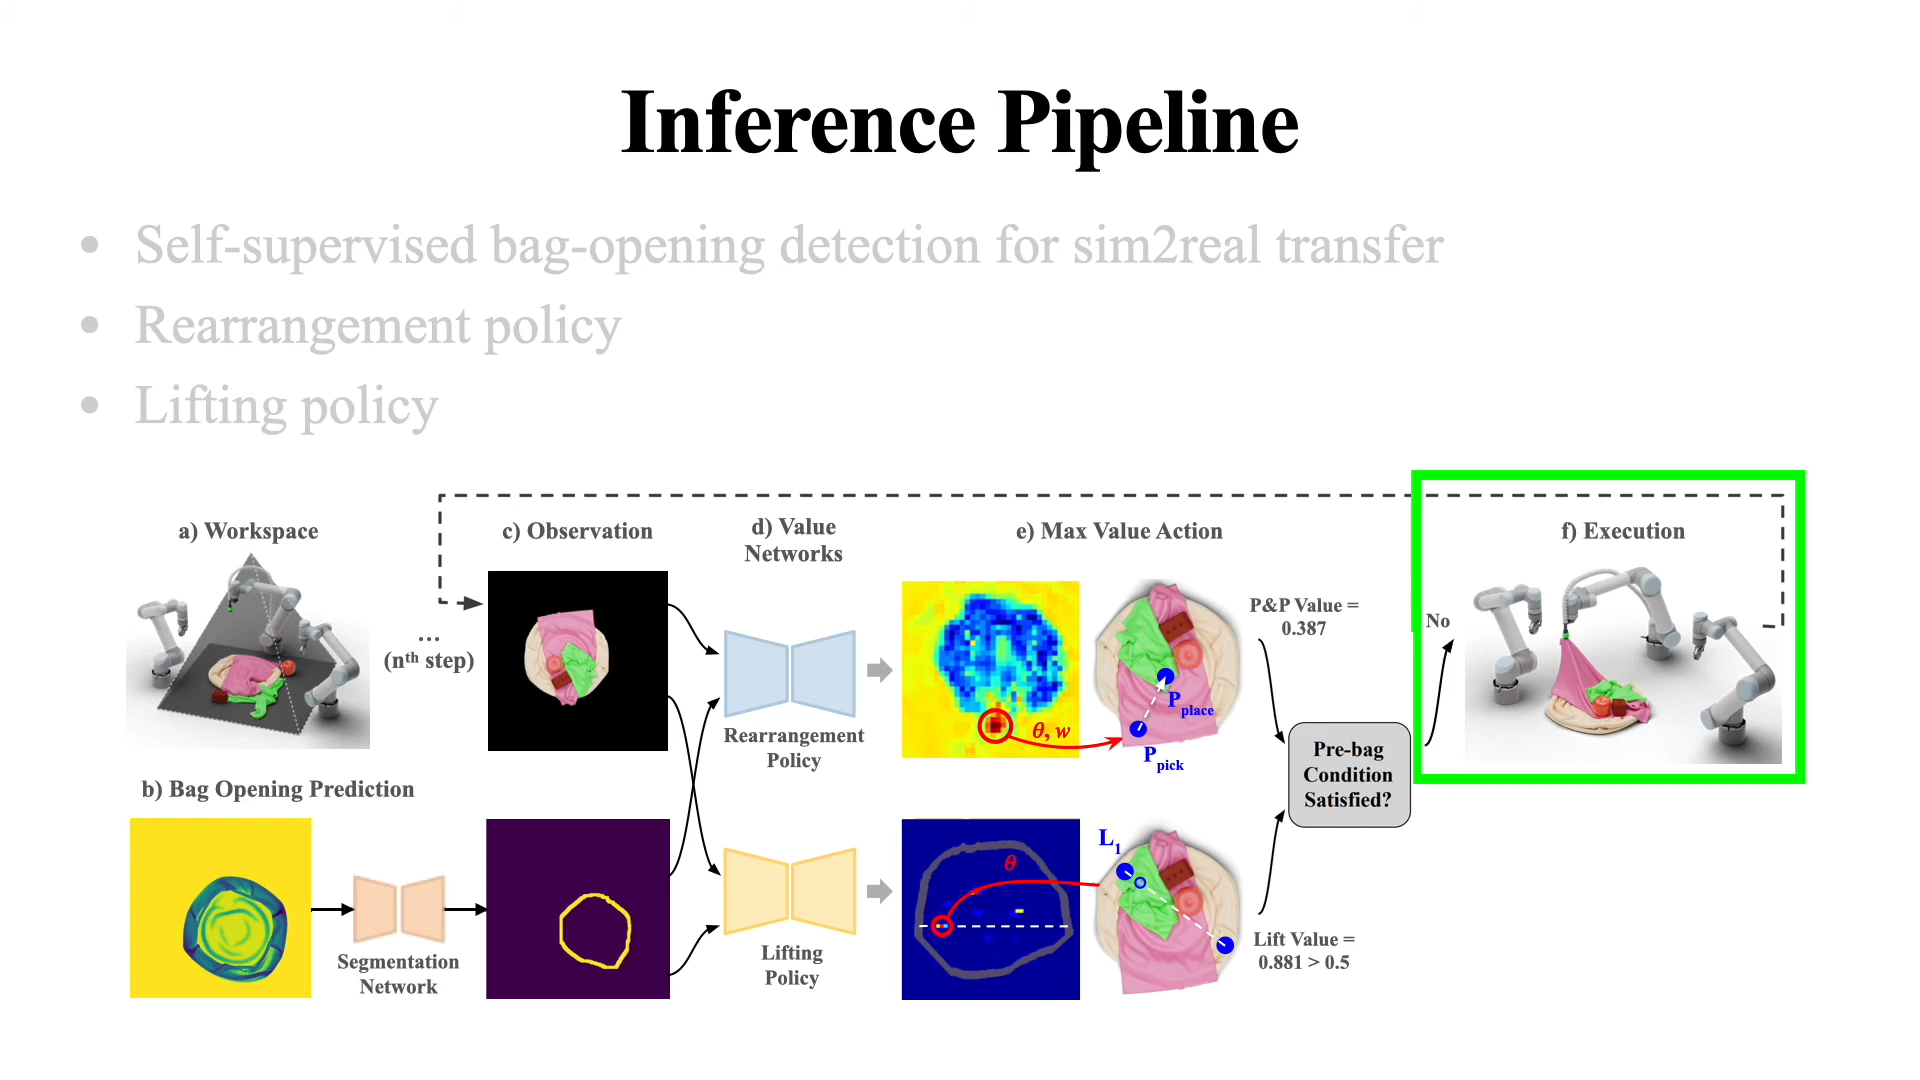 Inference Pipeline
• Self-supervised bag-opening detection for sim2real transfer
• Rearrangement policy
• Lifting policy
a) Workspace
c) Observation
d) Value
Networks
e) Max Value Action
f) Execution
...
(nth step)
P&P Value =
0.387
No
θ, w
Pplace
Ppick
Rearrangement
Policy
Pre-bag
Condition
Satisfied?
b) Bag Opening Prediction
L1
θ
Segmentation
Network
Lifting
Policy
Lift Value =
0.881 > 0.5